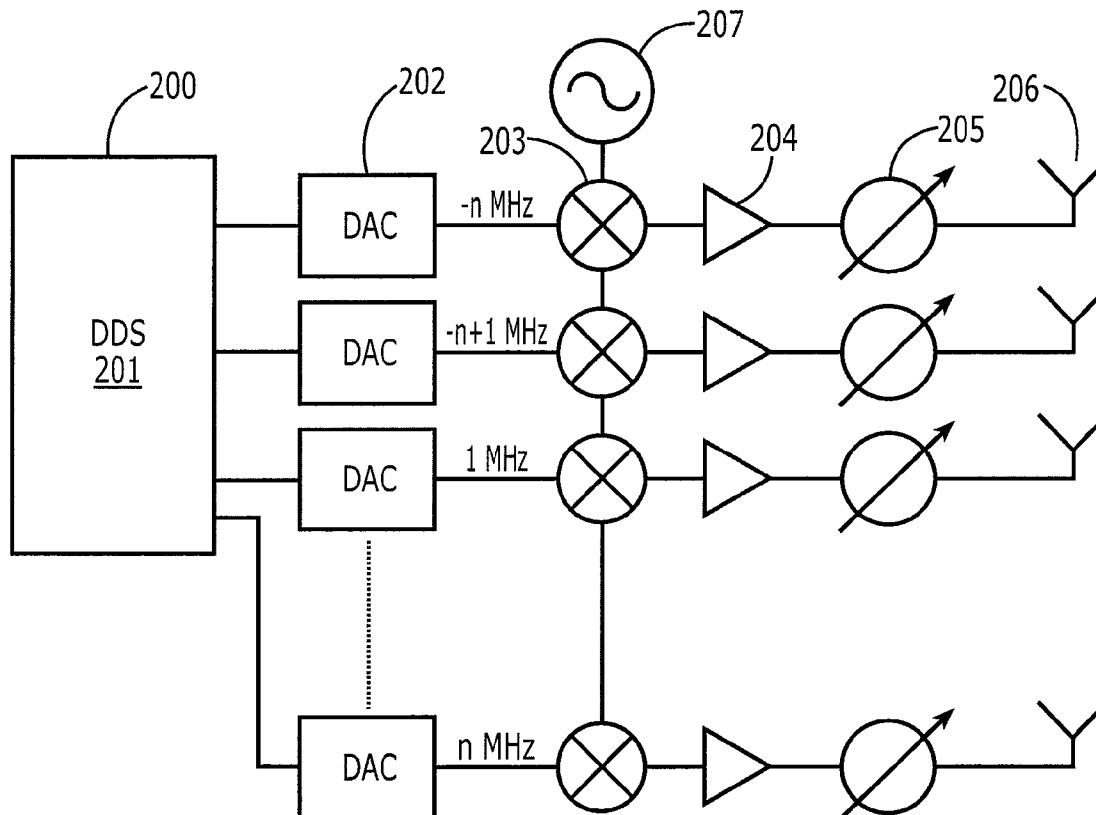 207
200
202
203
204
205
206
DAC
-n MHz
DDS
201
DAC
-n+1 MHz
DAC
1 MHz
DAC
n MHz